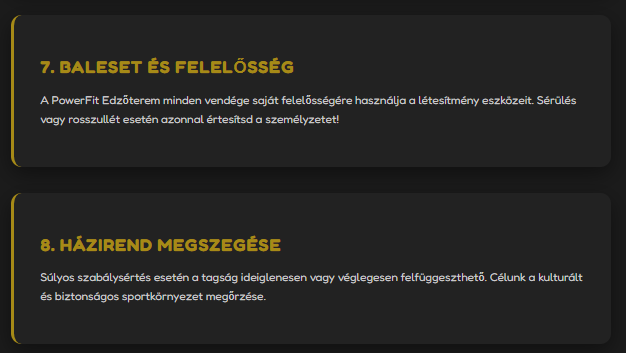 7. BALESET ÉS FELELŐSSÉG
A PowerFit Edzőterem minden vendége saját felelősségére használja a létesítmény eszközeit. Sérülés
vagy rosszullét esetén azonnal értesítsd a személyzetet!
8. HÁZIREND MEGSZEGÉSE
Súlyos szabálysértés esetén a tagság ideiglenesen vagy véglegesen felfüggeszthető. Célunk a kulturált
és biztonságos sportkörnyezet megőrzése.